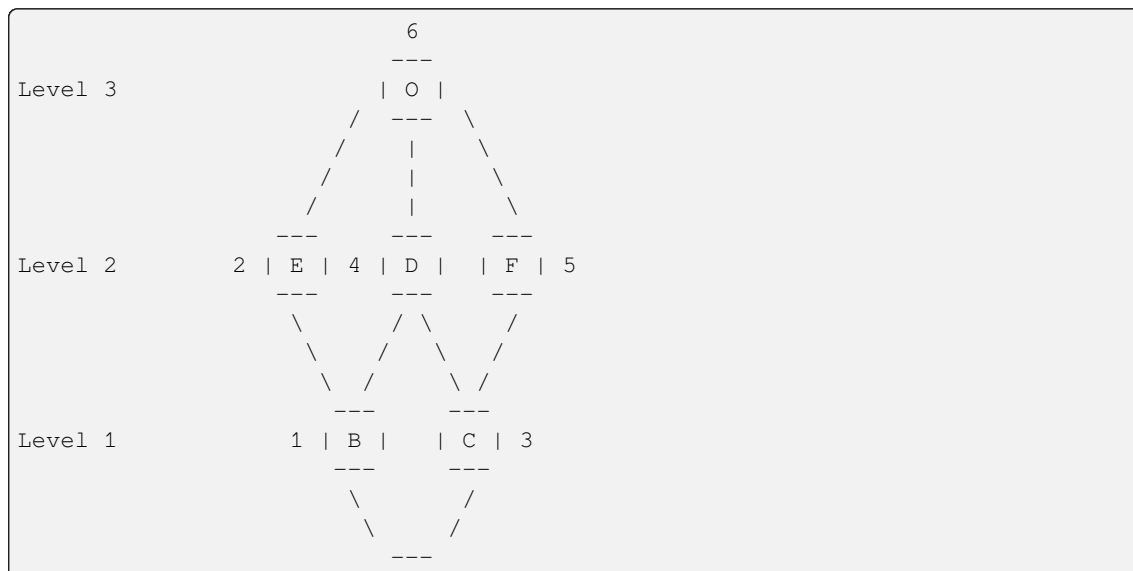 6
---
Level 3 | O |
/ --- \
/ | \
/ | \
/ | \
--- --- ---
Level 2 2 | E | 4 | D | | F | 5
--- --- ---
\ / \ /
\ / \ /
\ / \ /
--- ---
Level 1 1 | B | | C | 3
--- ---
\ /
\ /
---